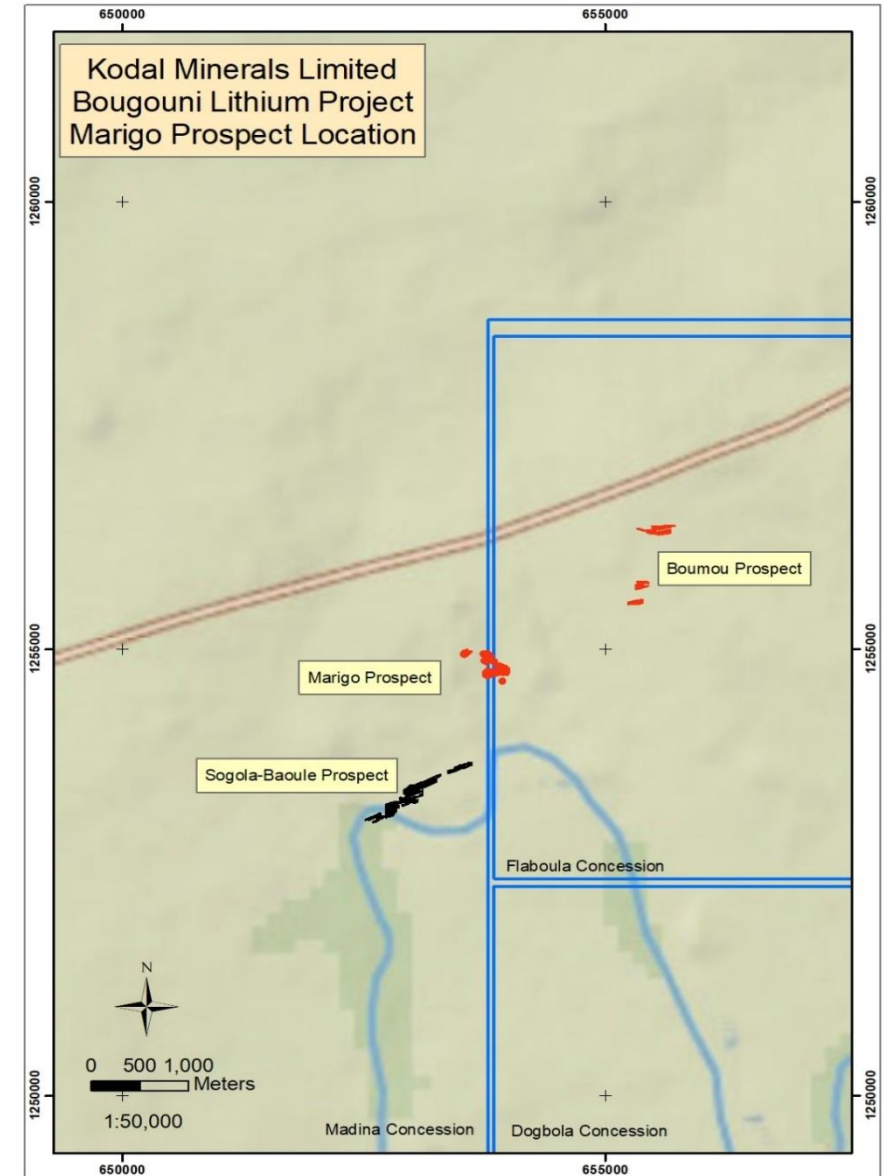 650000
655000
Kodal Minerals Limited
Bougouni Lithium Project
Marigo Prospect Location
1260000
1260000
Boumou Prospect
1255000
1255000
Marigo Prospect
Sogola-Baoule Prospect
Flaboula Concession
N
0 500 1,000
Meters
1:50,000
1250000
1250000
Madina Concession
Dogbola Concession
650000
655000